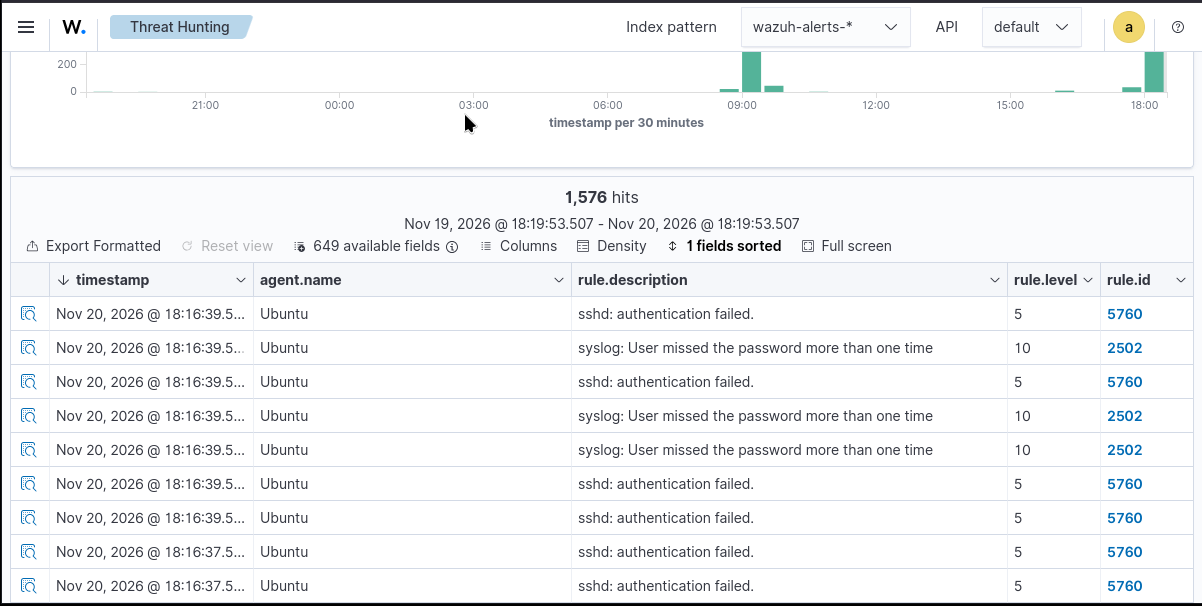 W. Threat Hunting Index pattern wazuh-alerts-* API default a
200
0
21:00 00:00 03:00 06:00 09:00 12:00 15:00 18:00
timestamp per 30 minutes
1,576 hits
Nov 19, 2026 @ 18:19:53.507 - Nov 20, 2026 @ 18:19:53.507
Export Formatted Reset view 649 available fields Columns Density 1 fields sorted Full screen
timestamp agent.name rule.description rule.level rule.id
Nov 20, 2026 @ 18:16:39.5... Ubuntu sshd: authentication failed. 5 5760
Nov 20, 2026 @ 18:16:39.5... Ubuntu syslog: User missed the password more than one time 10 2502
Nov 20, 2026 @ 18:16:39.5... Ubuntu sshd: authentication failed. 5 5760
Nov 20, 2026 @ 18:16:39.5... Ubuntu syslog: User missed the password more than one time 10 2502
Nov 20, 2026 @ 18:16:39.5... Ubuntu syslog: User missed the password more than one time 10 2502
Nov 20, 2026 @ 18:16:39.5... Ubuntu sshd: authentication failed. 5 5760
Nov 20, 2026 @ 18:16:39.5... Ubuntu sshd: authentication failed. 5 5760
Nov 20, 2026 @ 18:16:37.5... Ubuntu sshd: authentication failed. 5 5760
Nov 20, 2026 @ 18:16:37.5... Ubuntu sshd: authentication failed. 5 5760